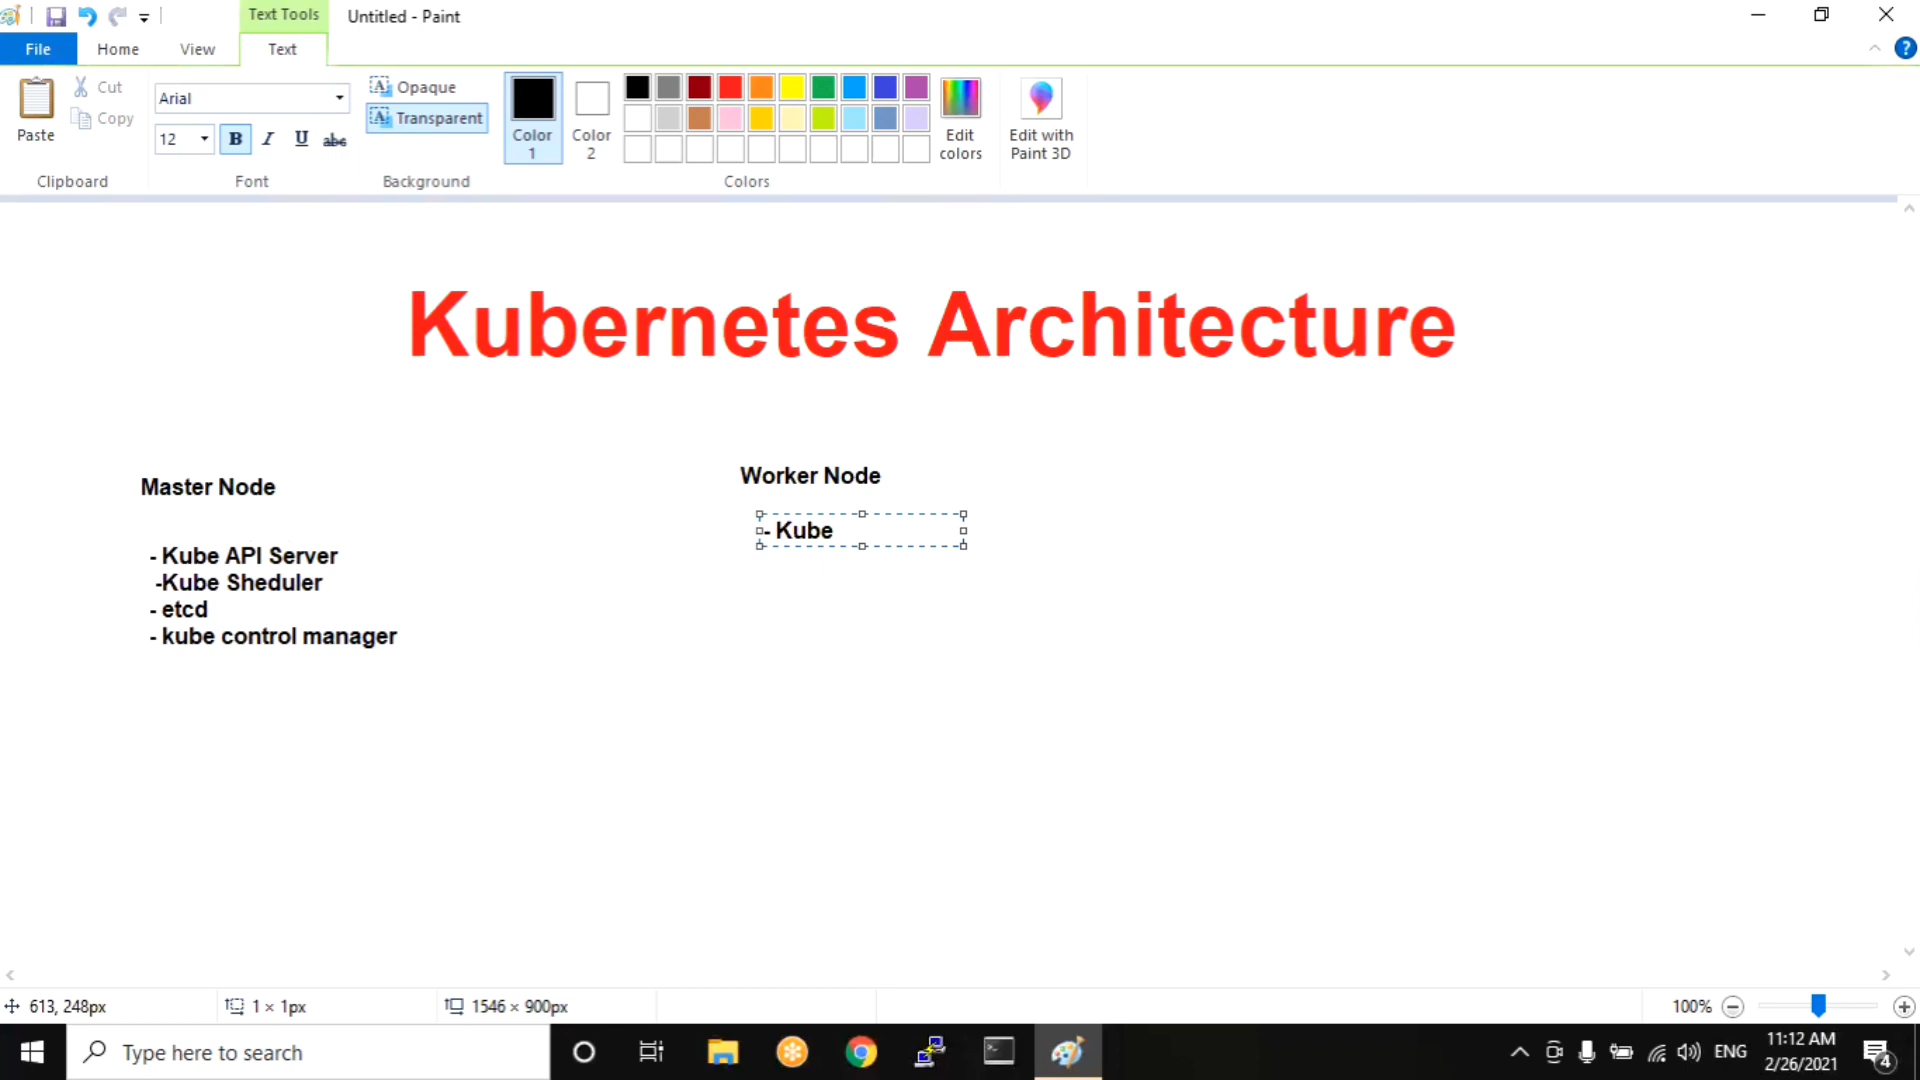 Text Tools
Untitled - Paint
File
Home
View
Text
Paste
Cut
Copy
Clipboard
Arial
12
B I U abc
Font
Opaque
Transparent
Background
Color 1
Color 2
Colors
Edit colors
Edit with Paint 3D
Kubernetes Architecture
Master Node
- Kube API Server
-Kube Sheduler
- etcd
- kube control manager
Worker Node
- Kube
613, 248px
1 × 1px
1546 × 900px
100%
Type here to search
ENG
11:12 AM
2/26/2021
4